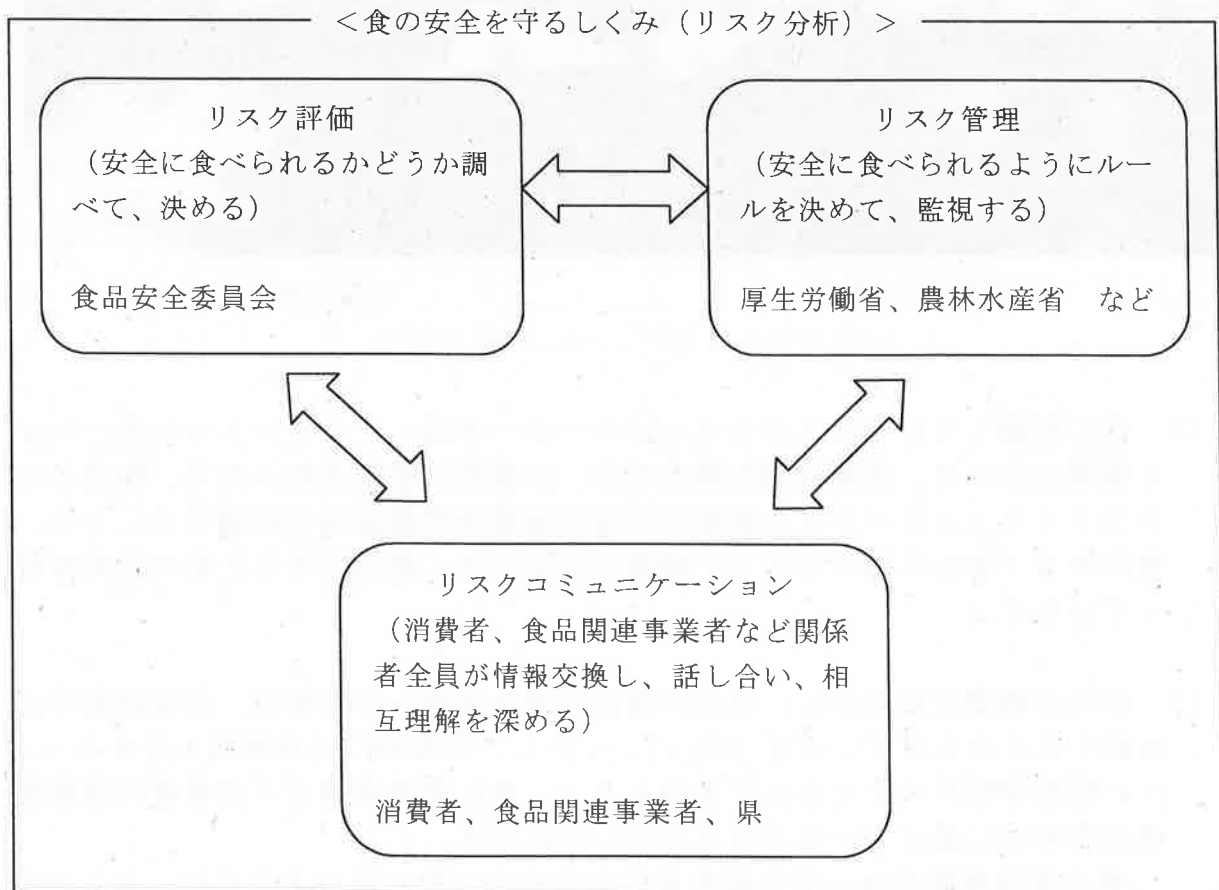 ＜食の安全を守るしくみ（リスク分析）＞
リスク評価
（安全に食べられるかどうか調
べて、決める）
食品安全委員会
リスク管理
（安全に食べられるようにルー
ルを決めて、監視する）
厚生労働省、農林水産省　など
リスクコミュニケーション
（消費者、食品関連事業者など関係
者全員が情報交換し、話し合い、相
互理解を深める）
消費者、食品関連事業者、県